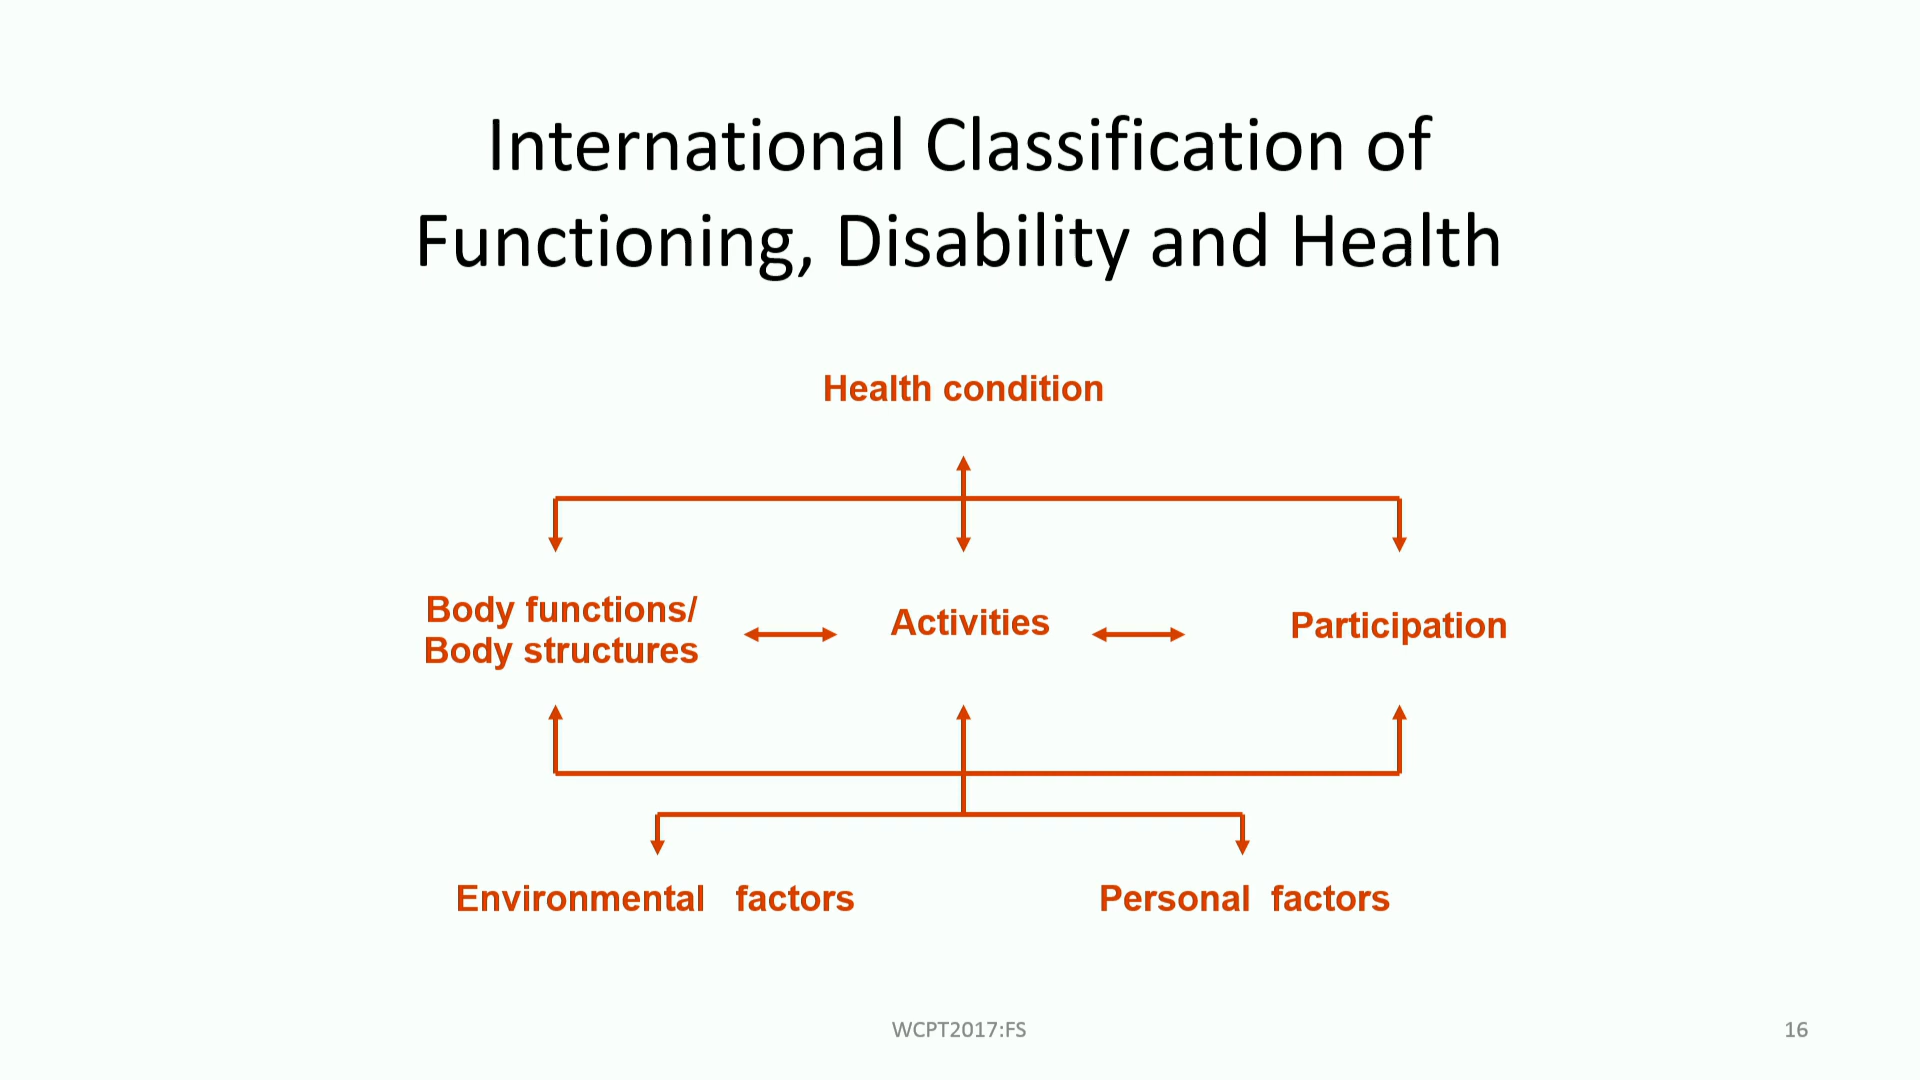 International Classification of
Functioning, Disability and Health
Health condition
Body functions/
Body structures
Activities
Participation
Environmental factors
Personal factors
WCPT2017:FS
16